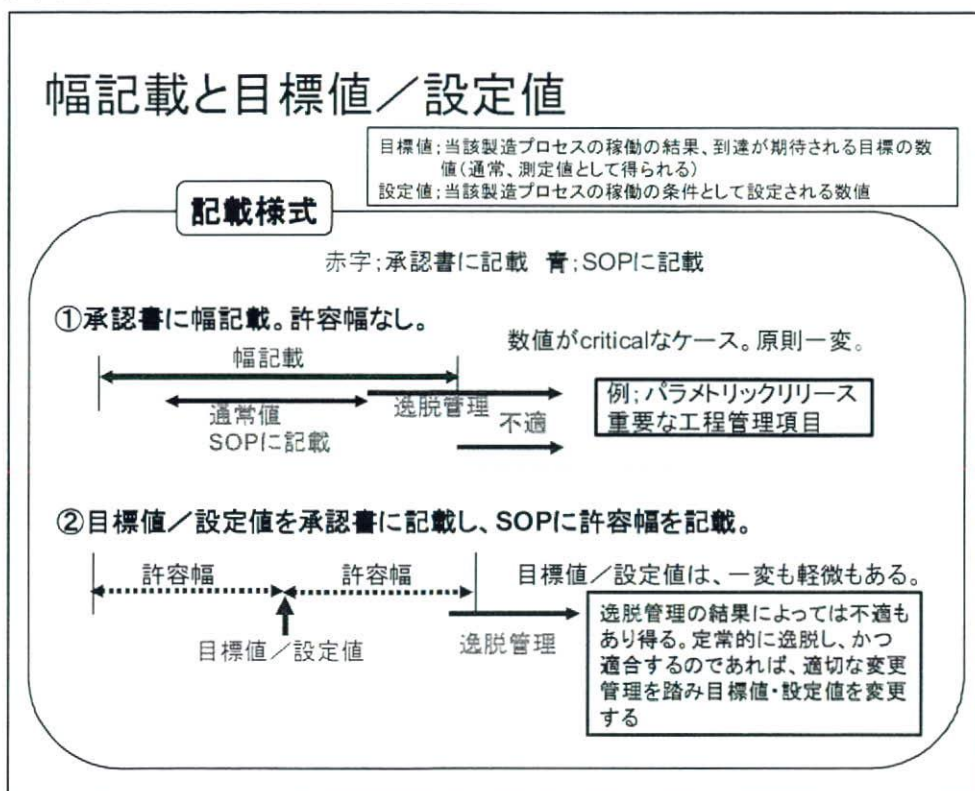 幅記載と目標値／設定値
目標値；当該製造プロセスの稼働の結果、到達が期待される目標の数
値(通常、測定値として得られる)
設定値；当該製造プロセスの稼働の条件として設定される数値
記載様式
赤字；承認書に記載 青；SOPに記載
①承認書に幅記載。許容幅なし。
数値がcriticalなケース。原則一変。
幅記載
通常値
SOPに記載
逸脱管理
不適
例；パラメトリックリリース
重要な工程管理項目
②目標値／設定値を承認書に記載し、SOPに許容幅を記載。
許容幅
許容幅
目標値／設定値は、一変も軽微もある。
目標値／設定値
逸脱管理
逸脱管理の結果によっては不適も
あり得る。定常的に逸脱し、かつ
適合するのであれば、適切な変更
管理を踏み目標値・設定値を変更
する